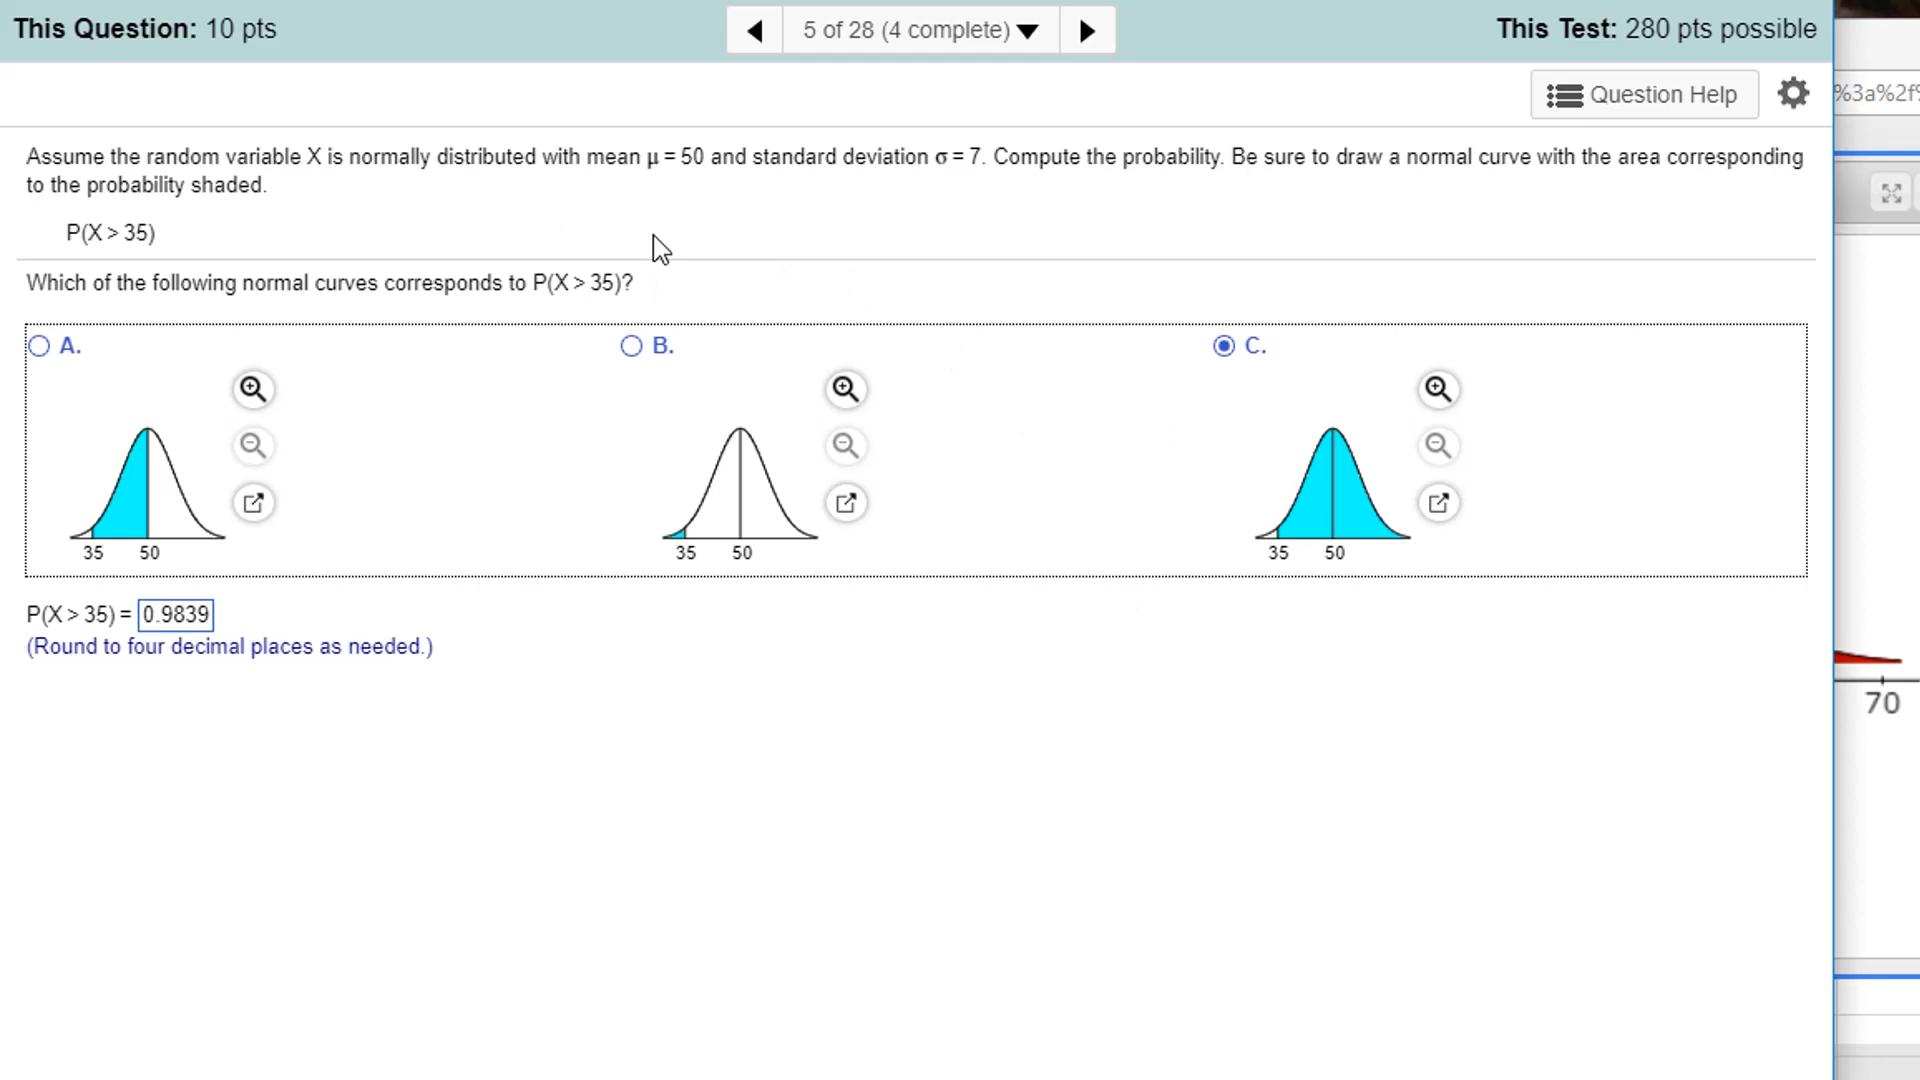 This Question: 10 pts
5 of 28 (4 complete)
This Test: 280 pts possible
Question Help
%3a%2f
Assume the random variable X is normally distributed with mean μ = 50 and standard deviation σ = 7. Compute the probability. Be sure to draw a normal curve with the area corresponding
to the probability shaded.
P(X > 35)
Which of the following normal curves corresponds to P(X > 35)?
A.
B.
C.
35 50
35 50
35 50
P(X > 35) = 0.9839
(Round to four decimal places as needed.)
70